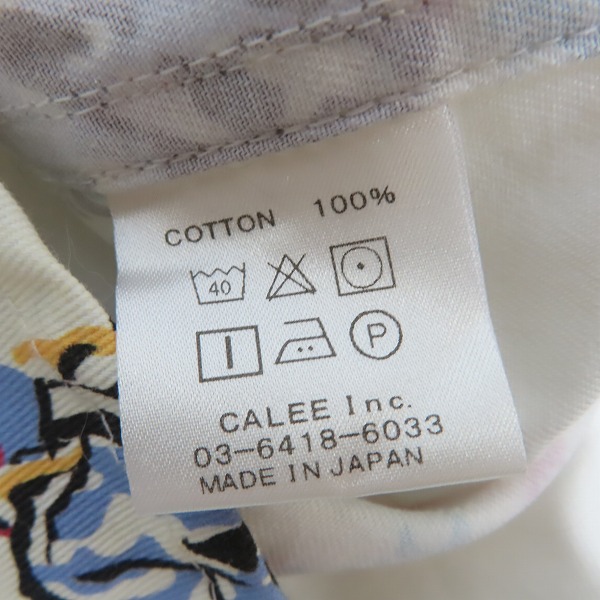 COTTON 100%
40
P
CALEE Inc.
03-6418-6033
MADE IN JAPAN